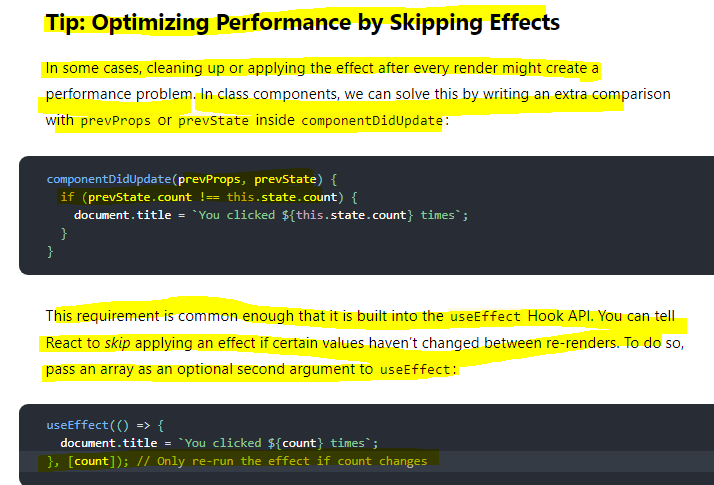 Tip: Optimizing Performance by Skipping Effects
In some cases, cleaning up or applying the effect after every render might create a
performance problem. In class components, we can solve this by writing an extra comparison
with prevProps or prevState inside componentDidUpdate:
componentDidUpdate(prevProps, prevState) {
  if (prevState.count !== this.state.count) {
    document.title = `You clicked ${this.state.count} times`;
  }
}
This requirement is common enough that it is built into the useEffect Hook API. You can tell
React to skip applying an effect if certain values haven't changed between re-renders. To do so,
pass an array as an optional second argument to useEffect:
useEffect(() => {
  document.title = `You clicked ${count} times`;
}, [count]); // Only re-run the effect if count changes